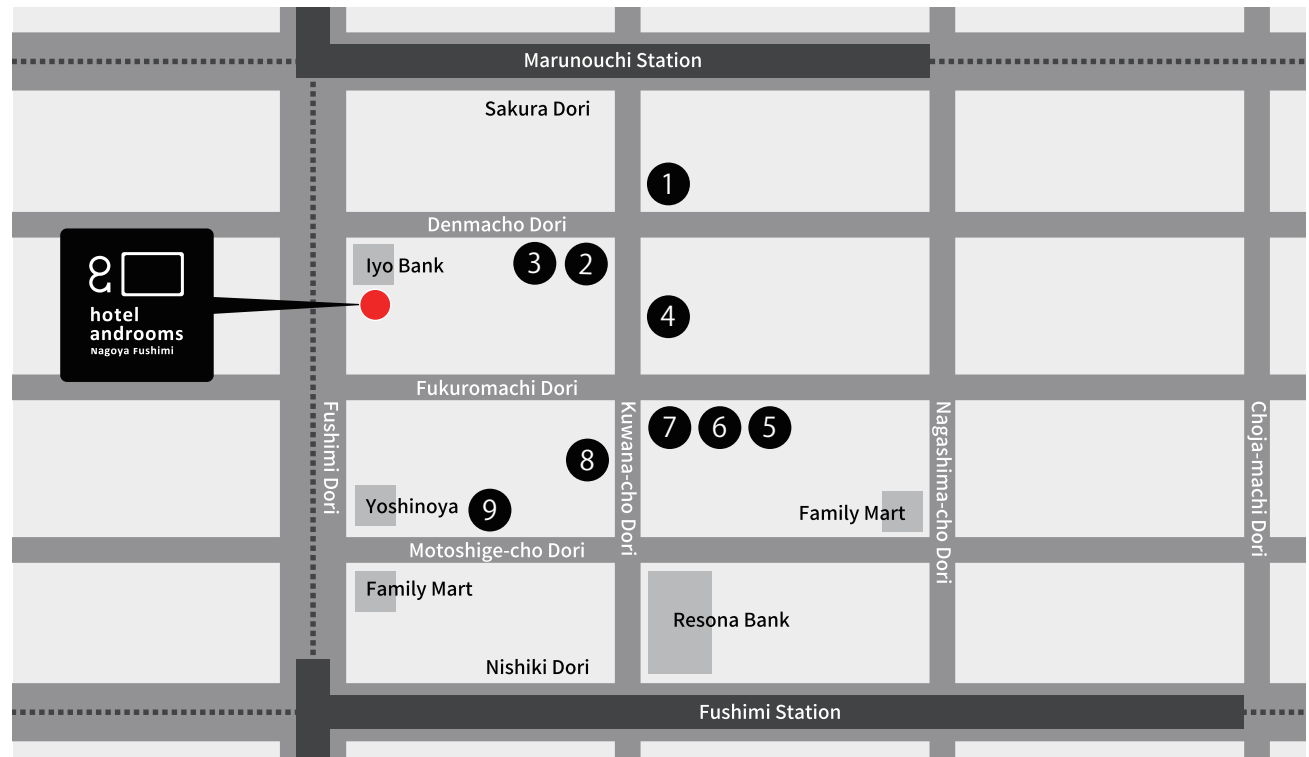 Marunouchi Station
Sakura Dori
1
Denmacho Dori
Iyo Bank
3
2
hotel
androoms
Nagoya Fushimi
4
Fukuromachi Dori
Fushimi Dori
Kuwana-cho Dori
Nagashima-cho Dori
Choja-machi Dori
7
6
5
8
Yoshinoya
9
Family Mart
Motoshige-cho Dori
Family Mart
Resona Bank
Nishiki Dori
Fushimi Station